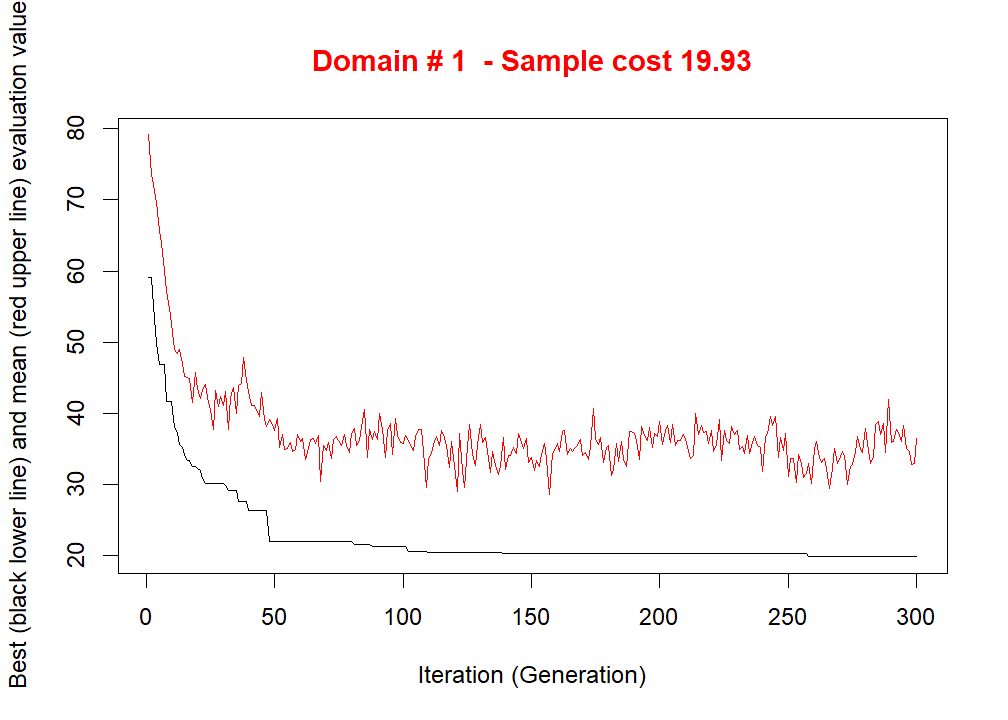 Domain # 1  - Sample cost 19.93
Best (black lower line) and mean (red upper line) evaluation value
80
70
60
50
40
30
20
0 50 100 150 200 250 300
Iteration (Generation)